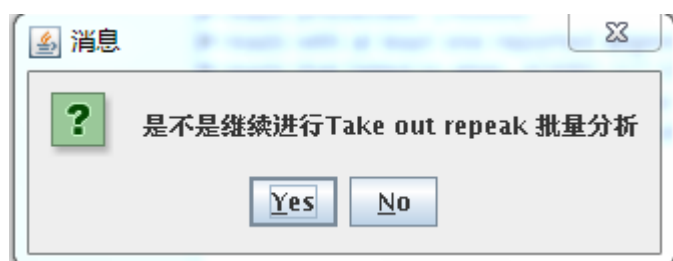 消息
是不是继续进行Take out repeak 批量分析
Yes
No